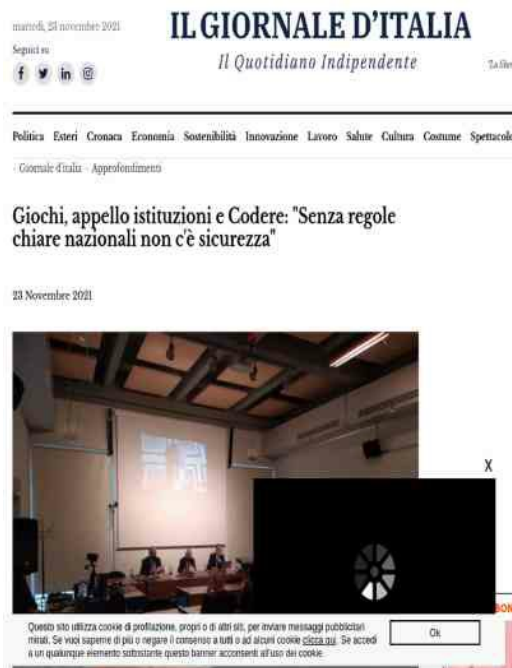 martedì, 23 novembre 2021
IL GIORNALE D'ITALIA
Seguici su
Il Quotidiano Indipendente
Politica Esteri Cronaca Economia Sostenibilità Innovazione Lavoro Salute Cultura Costume Spettacolo
- Giornale d'italia - Approfondimenti
Giochi, appello istituzioni e Codere: "Senza regole
chiare nazionali non c'è sicurezza"
23 Novembre 2021
X
Questo sito utilizza cookie di profilazione, propri o di altri siti, per inviare messaggi pubblicitari
mirati. Se vuoi saperne di più o negare il consenso a tutti o ad alcuni cookie clicca qui. Se accedi
a un qualunque elemento sottostante questo banner acconsenti all'uso dei cookie.
Ok